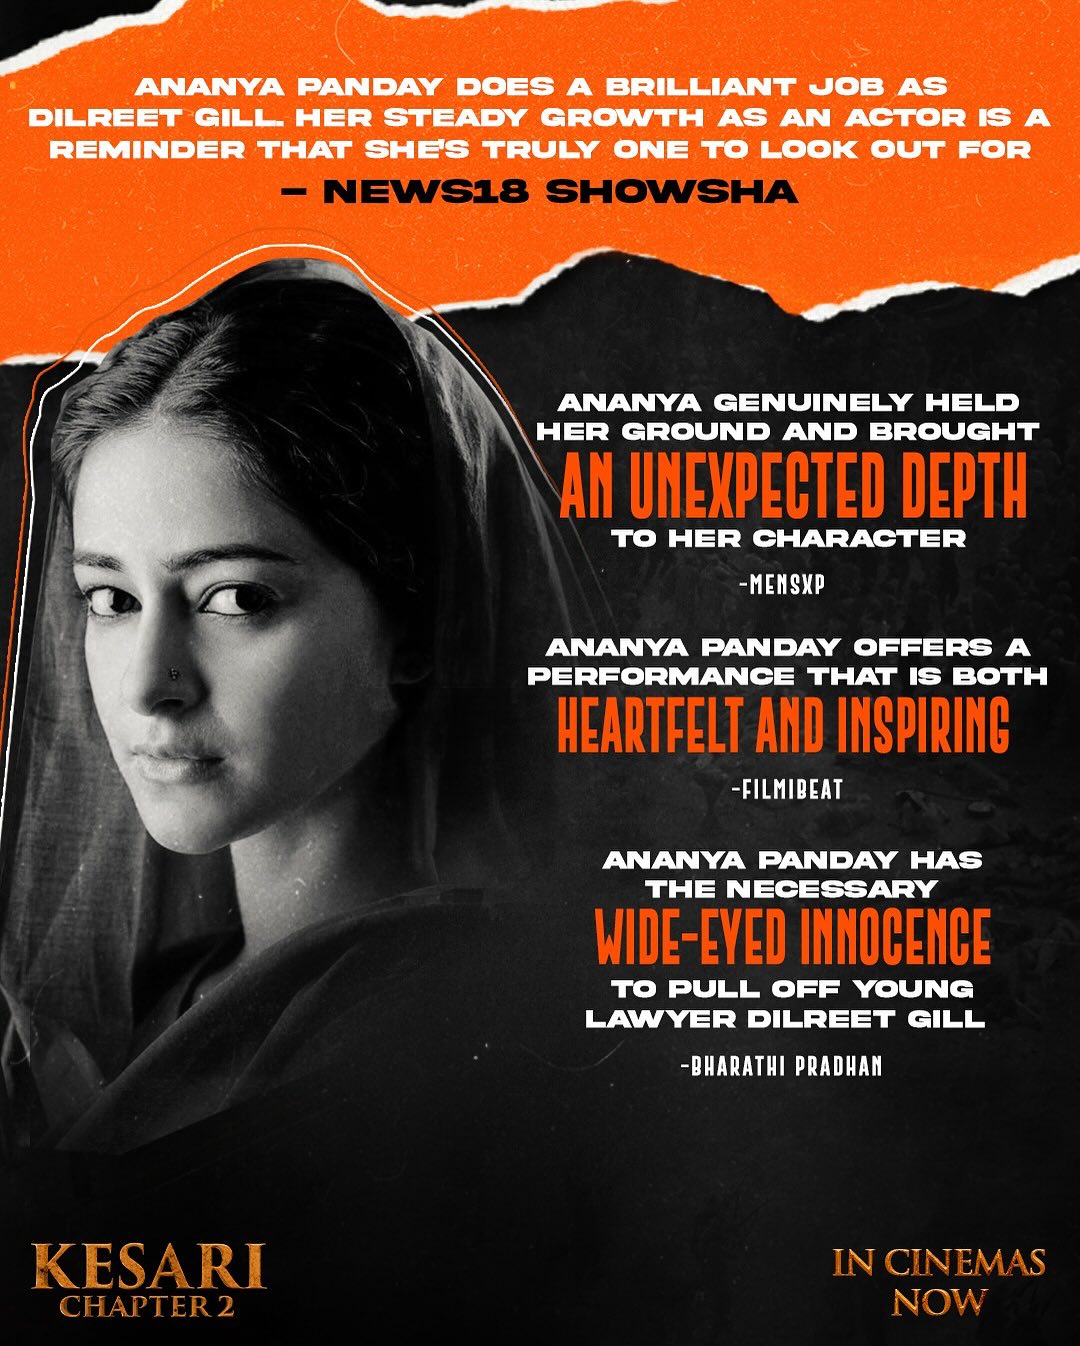 ANANYA PANDAY DOES A BRILLIANT JOB AS
DILREET GILL. HER STEADY GROWTH AS AN ACTOR IS A
REMINDER THAT SHE'S TRULY ONE TO LOOK OUT FOR
- NEWS18 SHOWSHA
ANANYA GENUINELY HELD
HER GROUND AND BROUGHT
AN UNEXPECTED DEPTH
TO HER CHARACTER
-MENSXP
ANANYA PANDAY OFFERS A
PERFORMANCE THAT IS BOTH
HEARTFELT AND INSPIRING
-FILMIBEAT
ANANYA PANDAY HAS
THE NECESSARY
WIDE-EYED INNOCENCE
TO PULL OFF YOUNG
LAWYER DILREET GILL
-BHARATHI PRADHAN
KESARI
CHAPTER 2
IN CINEMAS
NOW